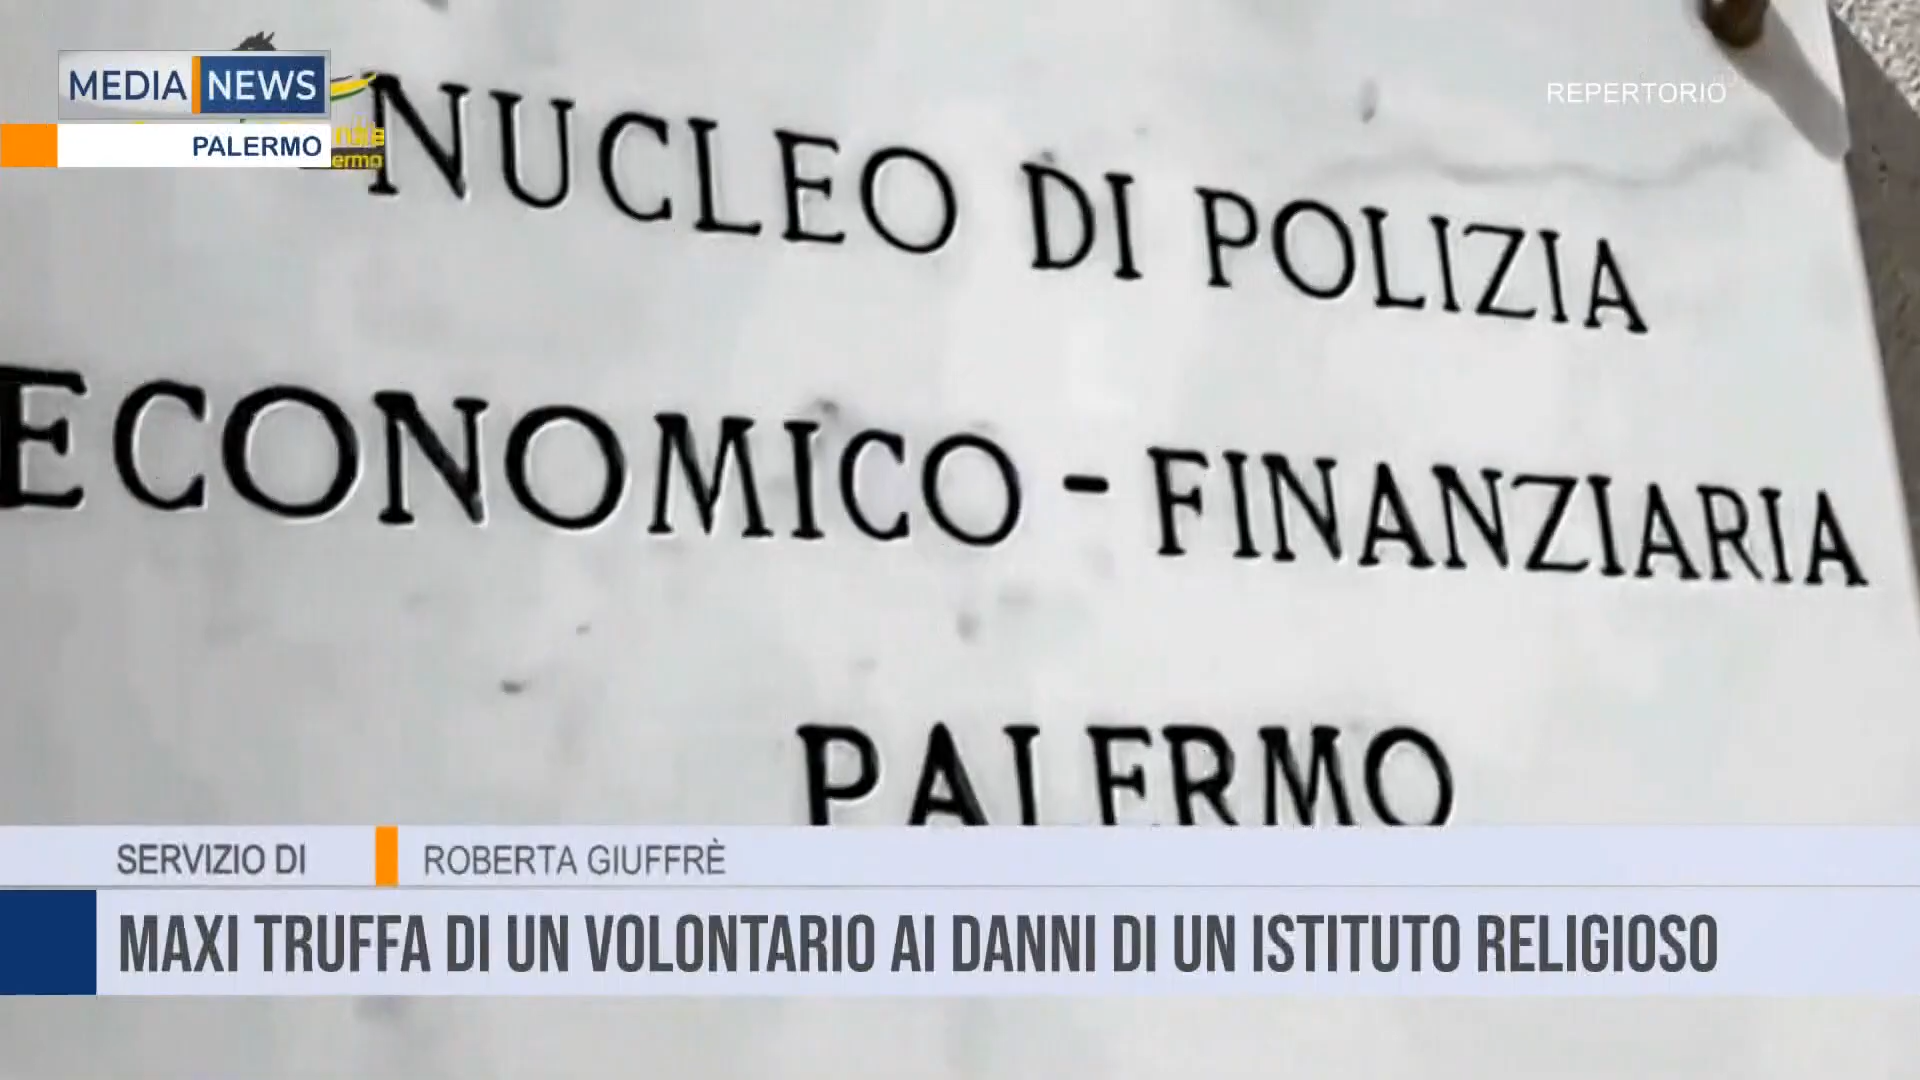 MEDIA NEWS
REPERTORIO
PALERMO
NUCLEO DI POLIZIA
ECONOMICO - FINANZIARIA
PALERMO
SERVIZIO DI ROBERTA GIUFFRÈ
MAXI TRUFFA DI UN VOLONTARIO AI DANNI DI UN ISTITUTO RELIGIOSO